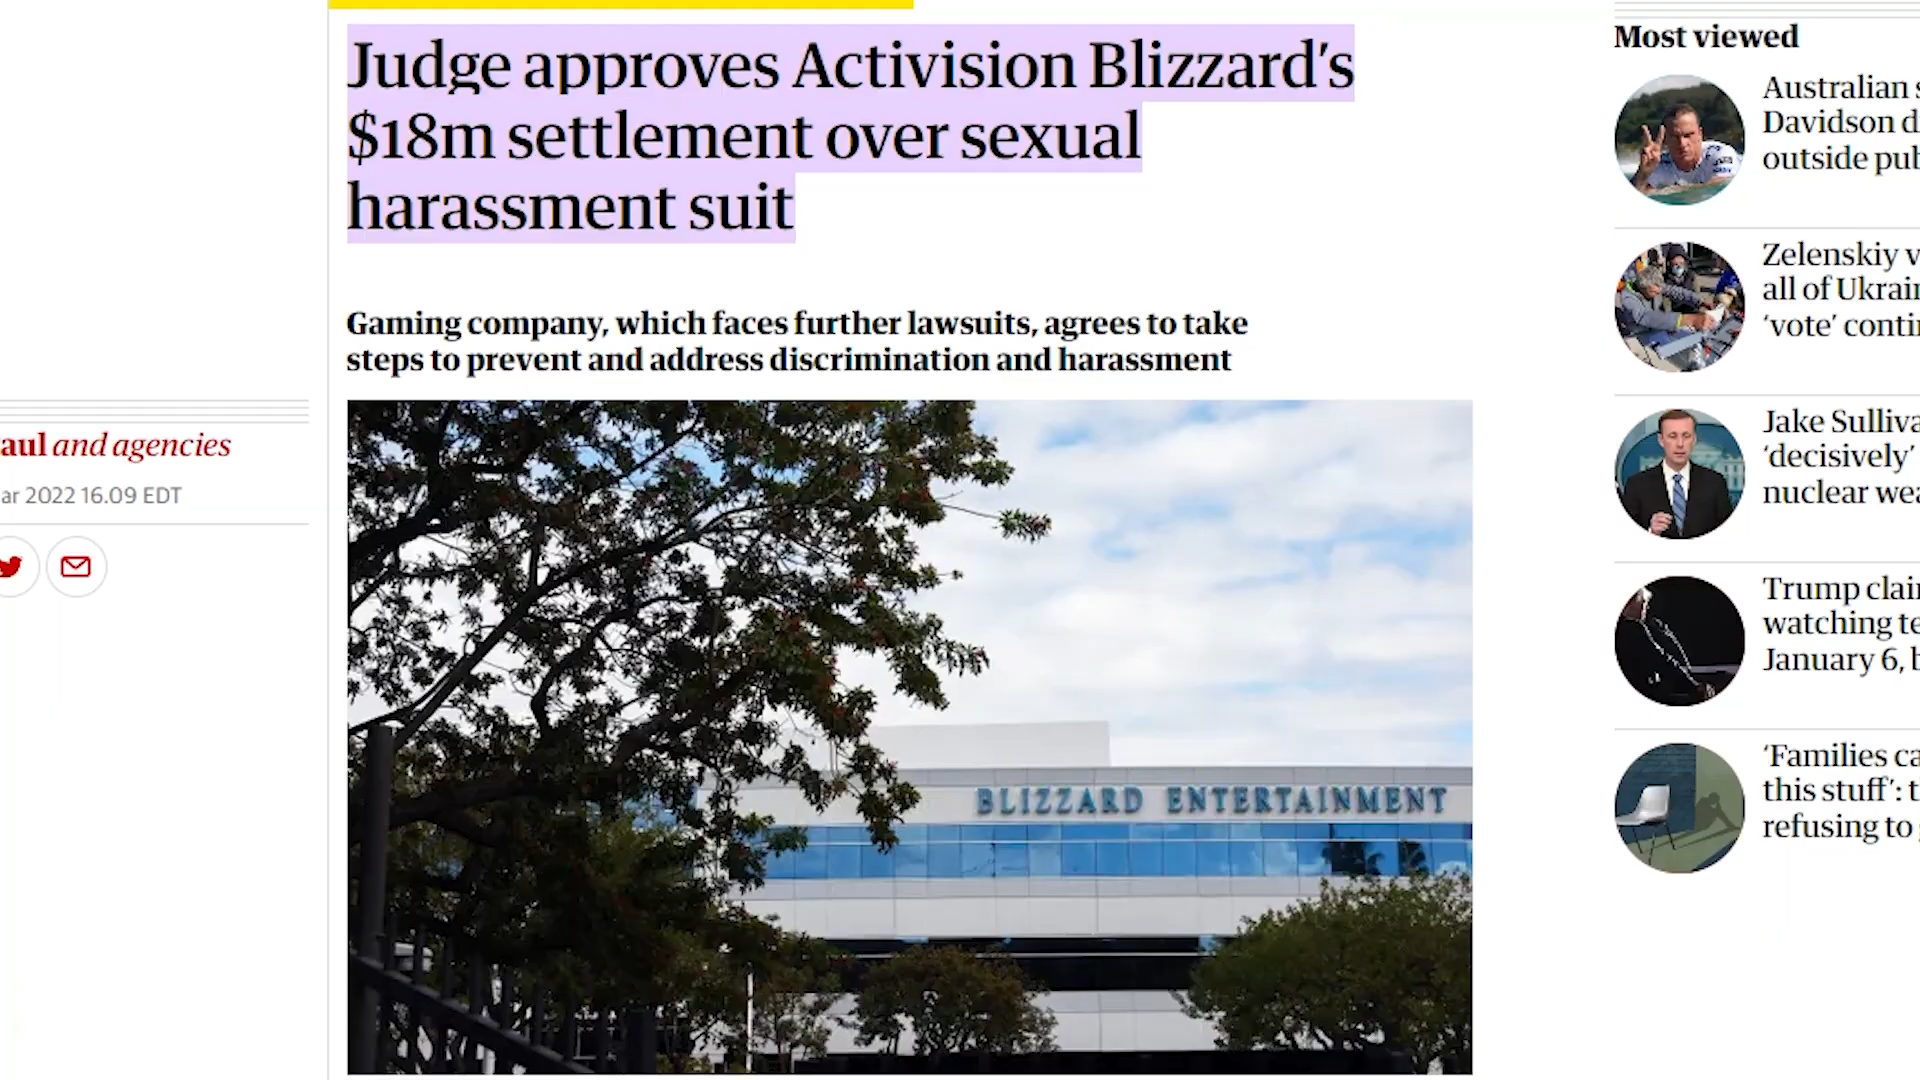 Judge approves Activision Blizzard’s
$18m settlement over sexual
harassment suit
Gaming company, which faces further lawsuits, agrees to take
steps to prevent and address discrimination and harassment
aul and agencies
ar 2022 16.09 EDT
BLIZZARD ENTERTAINMENT
Most viewed
Australian s
Davidson d
outside pub
Zelenskiy v
all of Ukrain
‘vote’ contin
Jake Sulliva
‘decisively’
nuclear wea
Trump clain
watching te
January 6, b
‘Families ca
this stuff’: t
refusing to